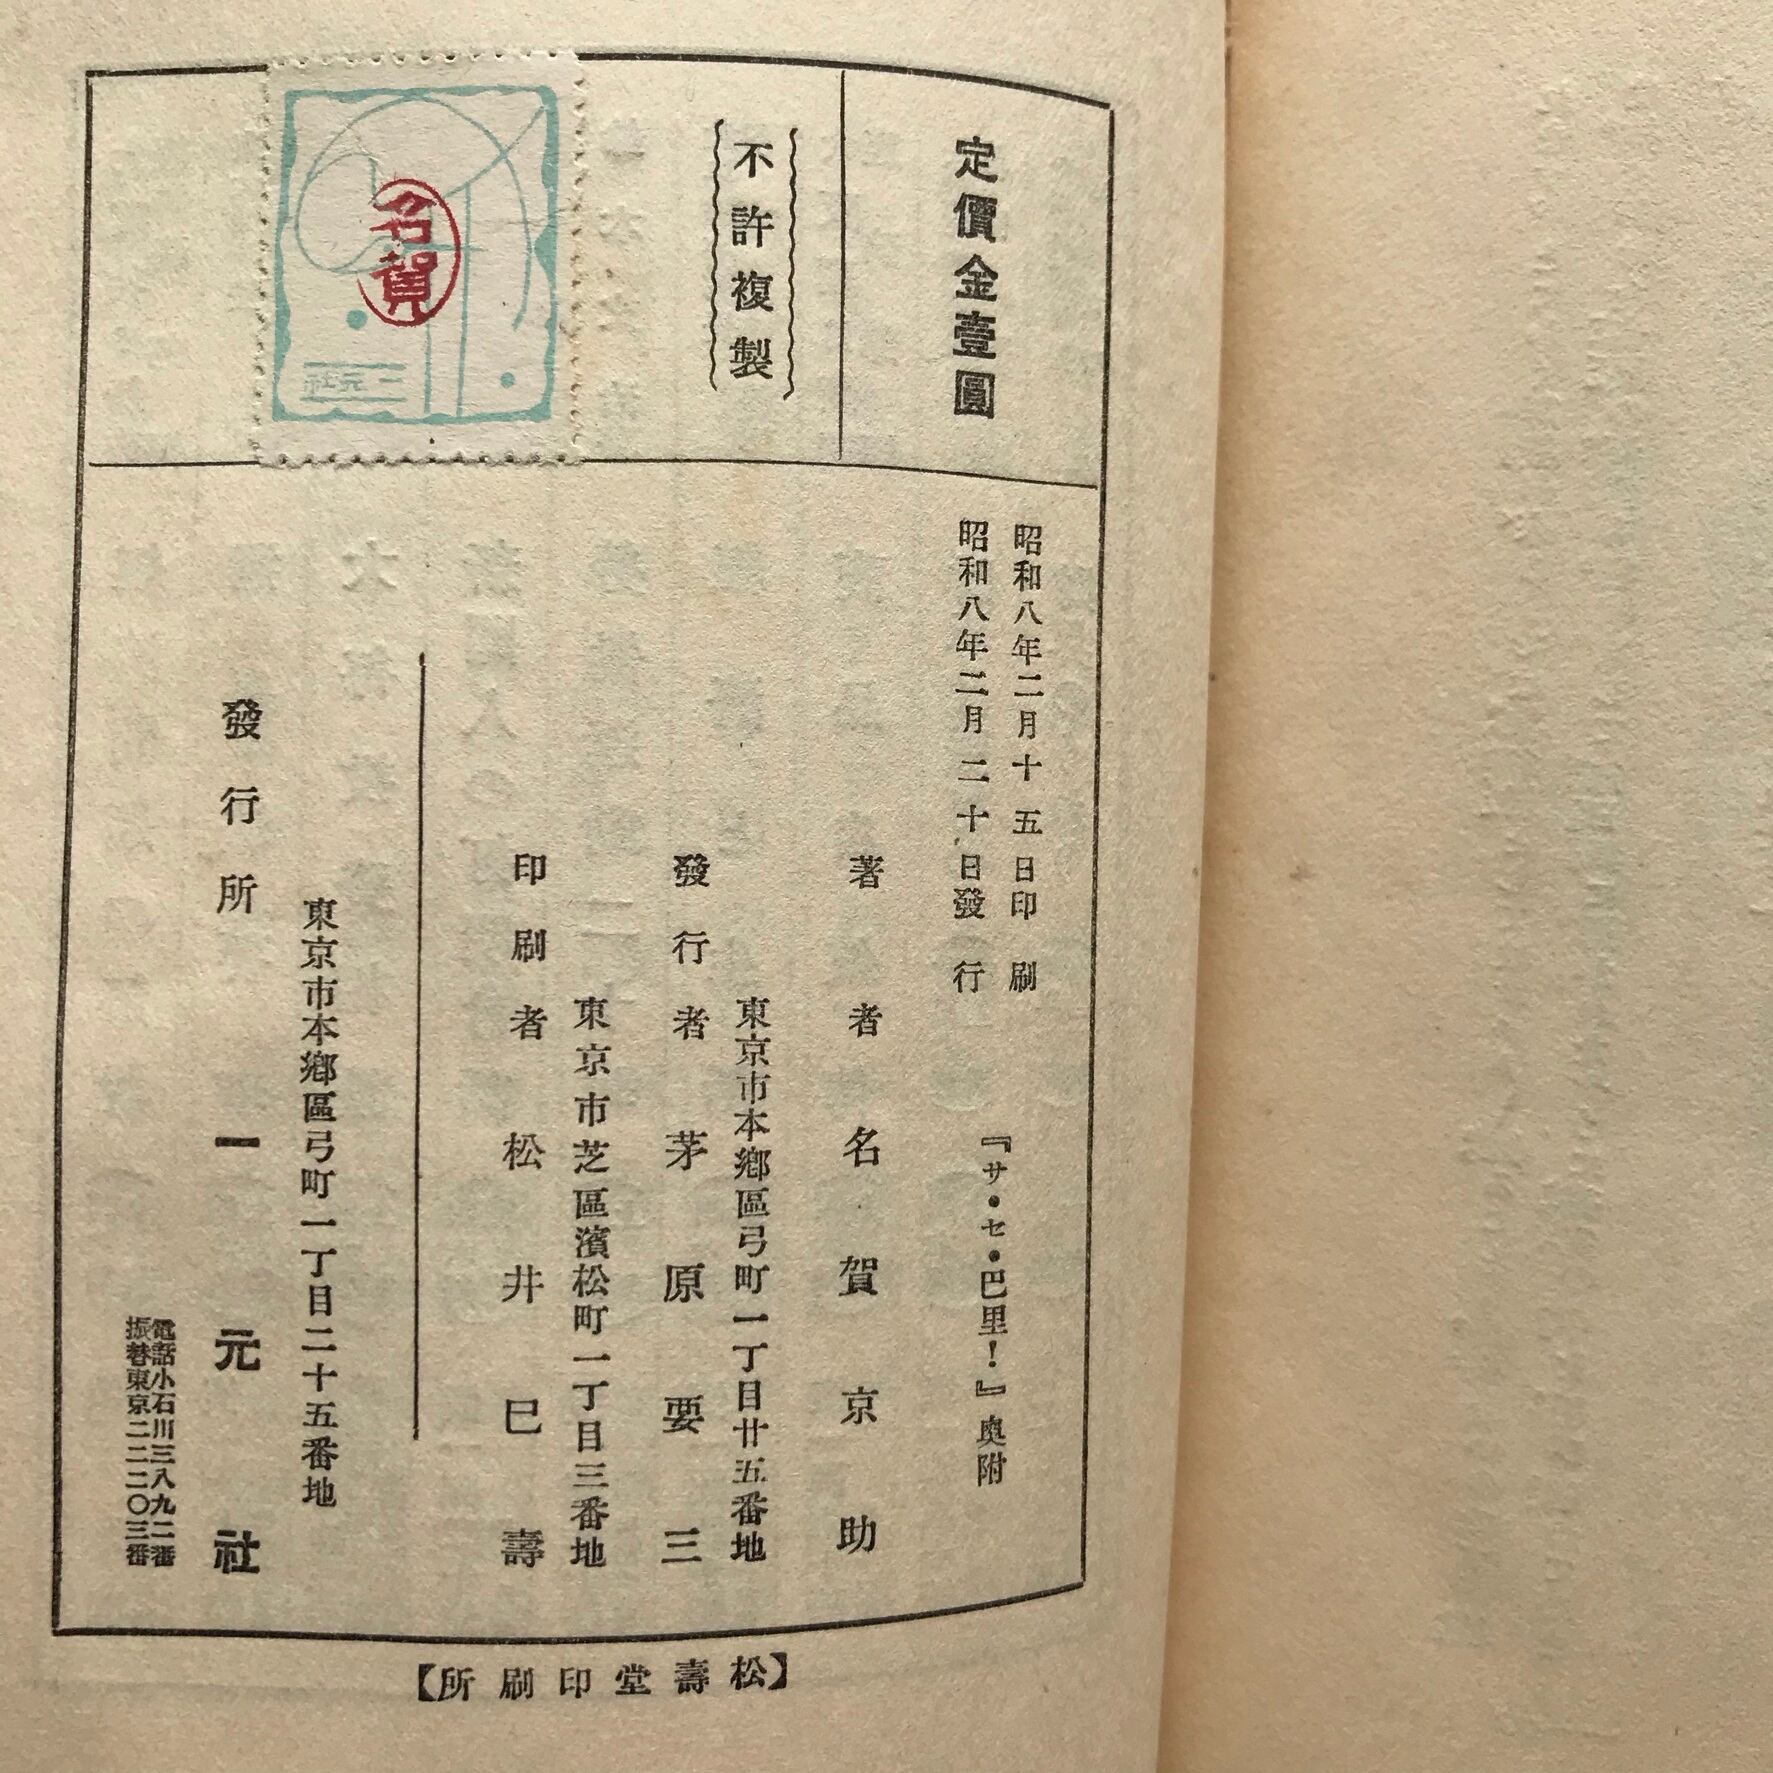 定價金壹圓
不許複製
名賀
二元社
昭和八年二月十五日印刷
昭和八年二月二十日發行
『サ・セ・巴里！』奥附
著者 名賀京助
東京市本鄕區弓町一丁目廿五番地
發行者 茅原要三
東京市芝區濱松町一丁目三番地
印刷者 松井巳壽
東京市本鄕區弓町一丁目二十五番地
發行所 一元社
電話小石川三八九二番
振替東京二二二〇三番
【松壽堂印刷所】